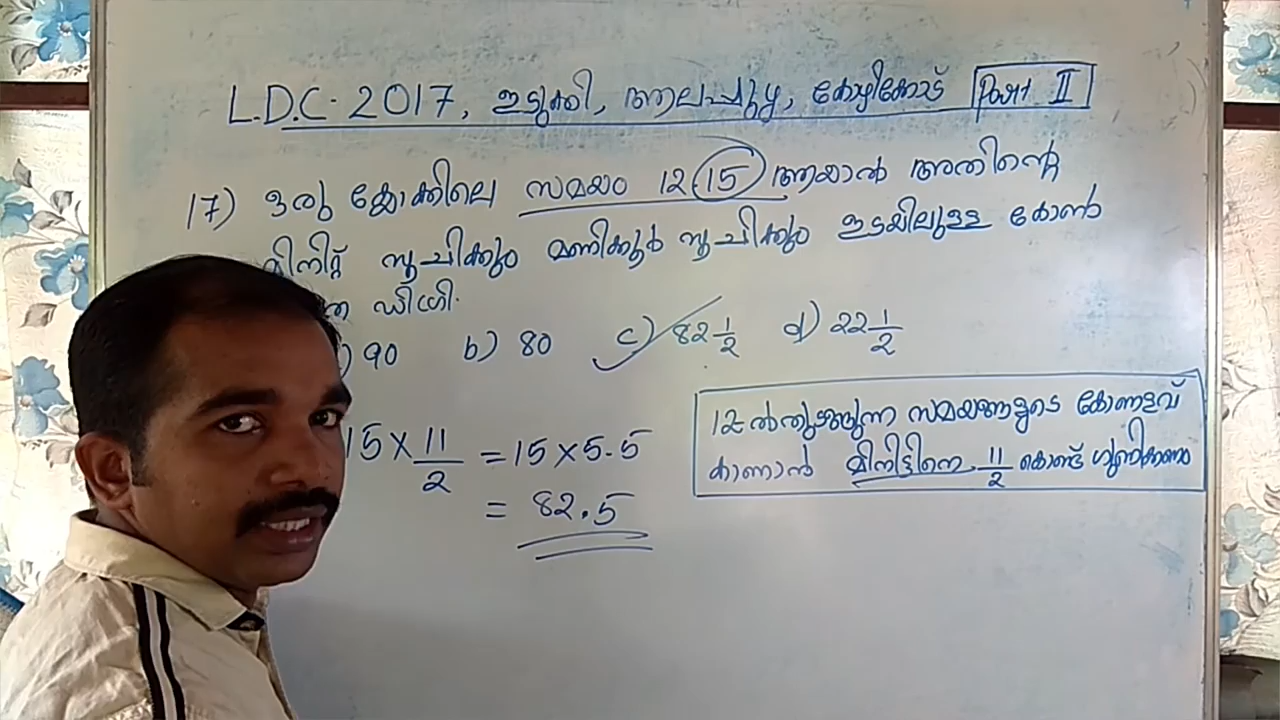 L.D.C. 2017, ഇടുക്കി, ആലപ്പുഴ, കോഴിക്കോട് Part II
17) ഒരു ക്ലോക്കിലെ സമയം 12 15 ആയാൽ അതിന്റെ
മിനിറ്റ് സൂചിക്കും മണിക്കൂർ സൂചിക്കും ഇടയിലുള്ള കോൺ
ഡിഗ്രി.
) 90 b) 80 c) 82 1/2 d) 22 1/2
15 × 11/2 = 15 × 5.5
= 82.5
12 ൽ തുടങ്ങുന്ന സമയങ്ങളുടെ കോണളവ്
കാണാൻ മിനിട്ടിനെ 11/2 കൊണ്ട് ഗുണിക്കണം